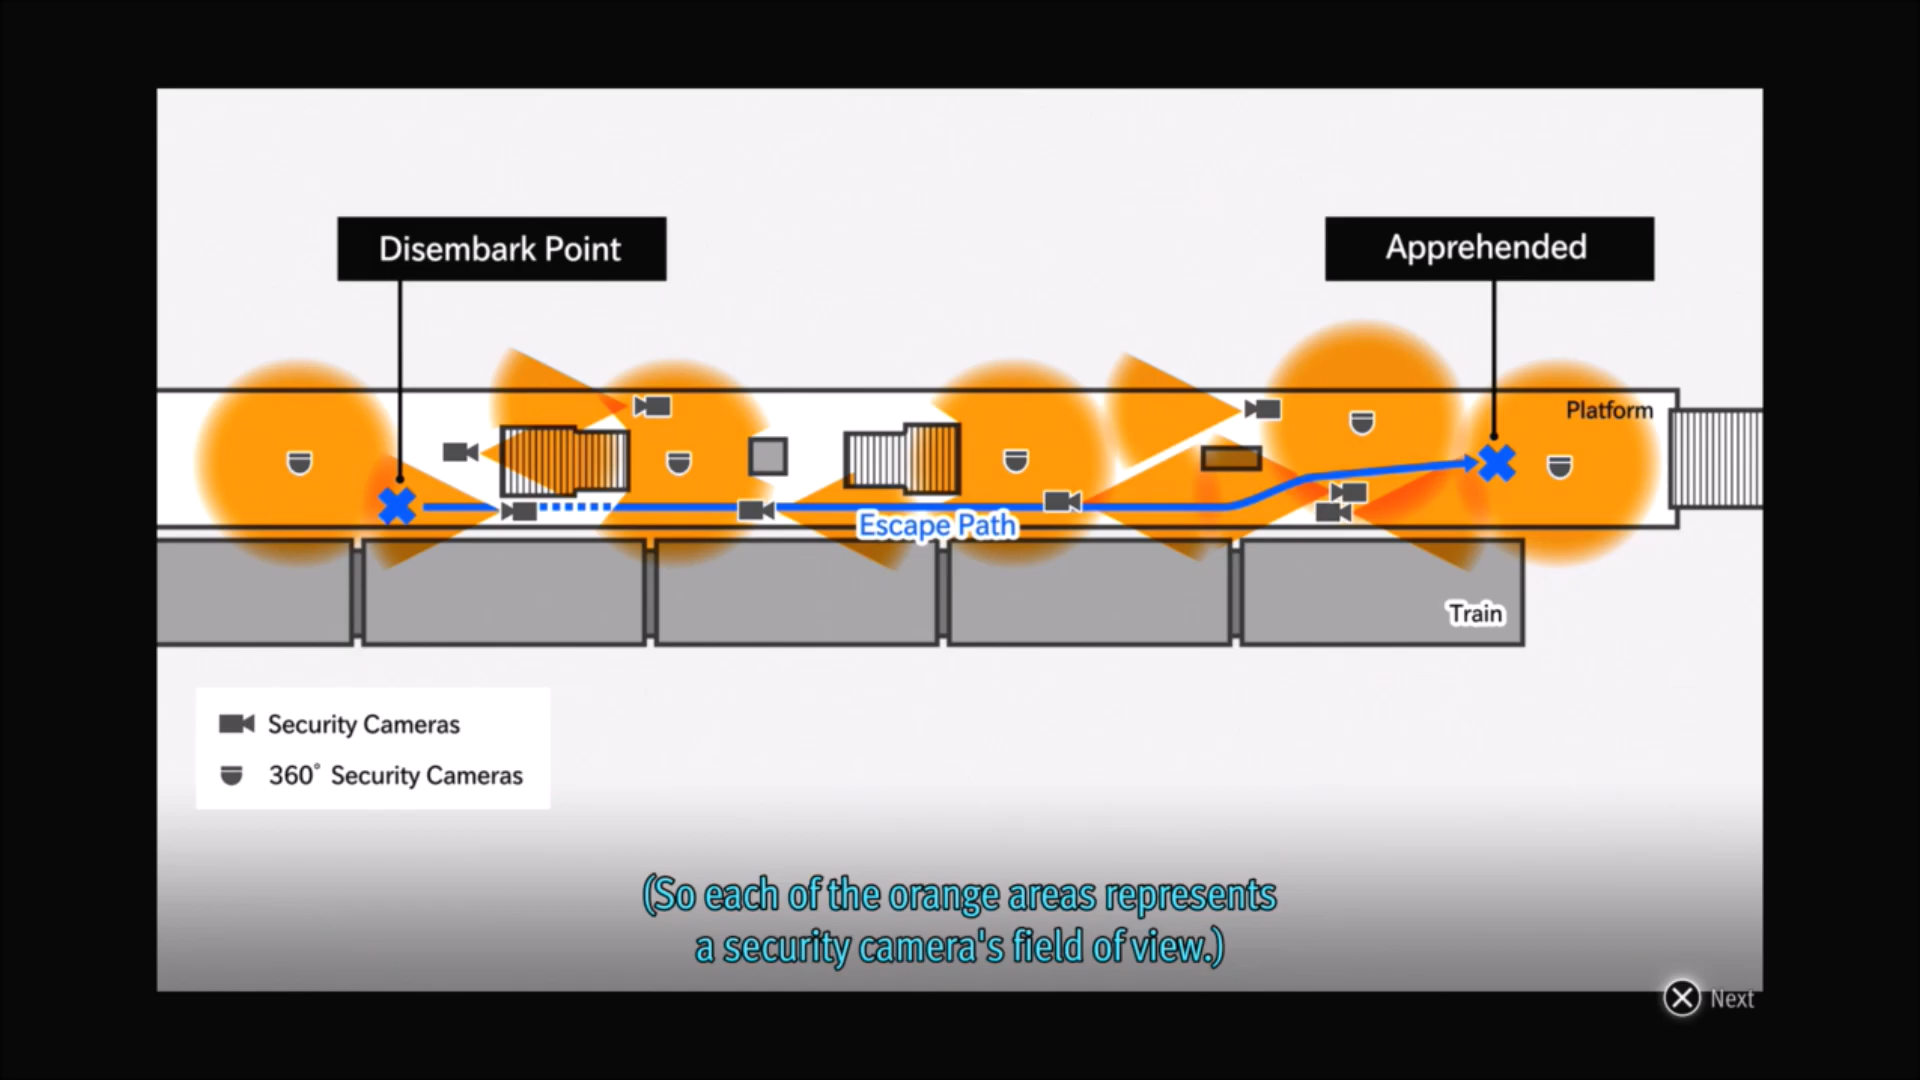 Disembark Point
Apprehended
Platform
Escape Path
Train
Security Cameras
360° Security Cameras
(So each of the orange areas represents
a security camera's field of view.)
Next